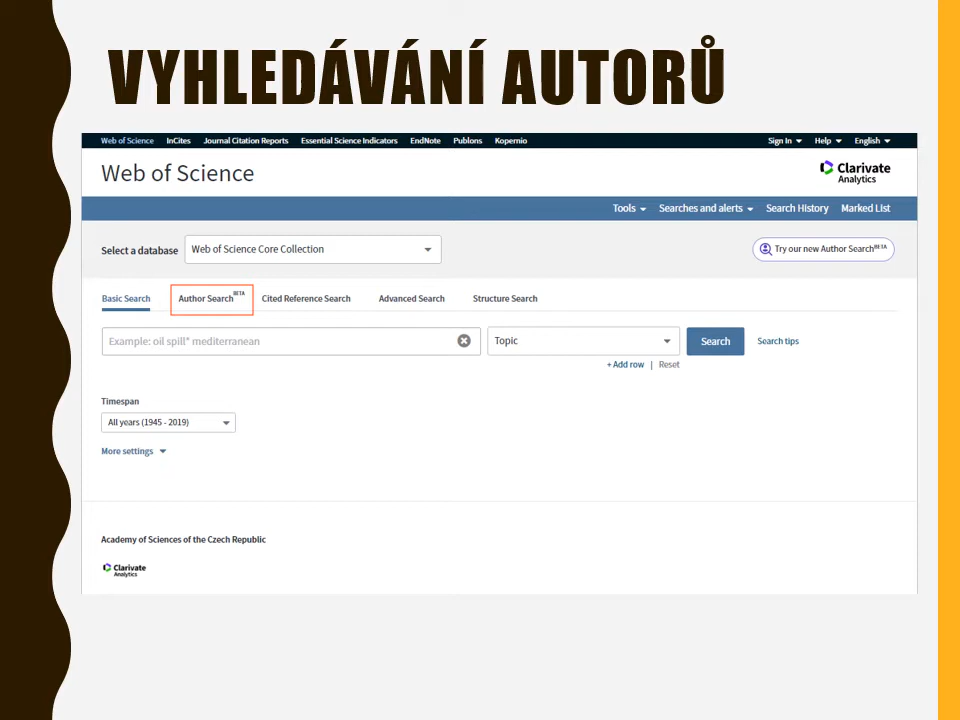 VYHLEDÁVÁNÍ AUTORŮ
Web of Science InCites Journal Citation Reports Essential Science Indicators EndNote Publons Kopernio Sign In Help English
Web of Science
Clarivate
Analytics
Tools Searches and alerts Search History Marked List
Select a database Web of Science Core Collection Try our new Author Search BETA
Basic Search Author Search BETA Cited Reference Search Advanced Search Structure Search
Example: oil spill* mediterranean Topic Search Search tips
+ Add row | Reset
Timespan
All years (1945 - 2019)
More settings
Academy of Sciences of the Czech Republic
Clarivate
Analytics